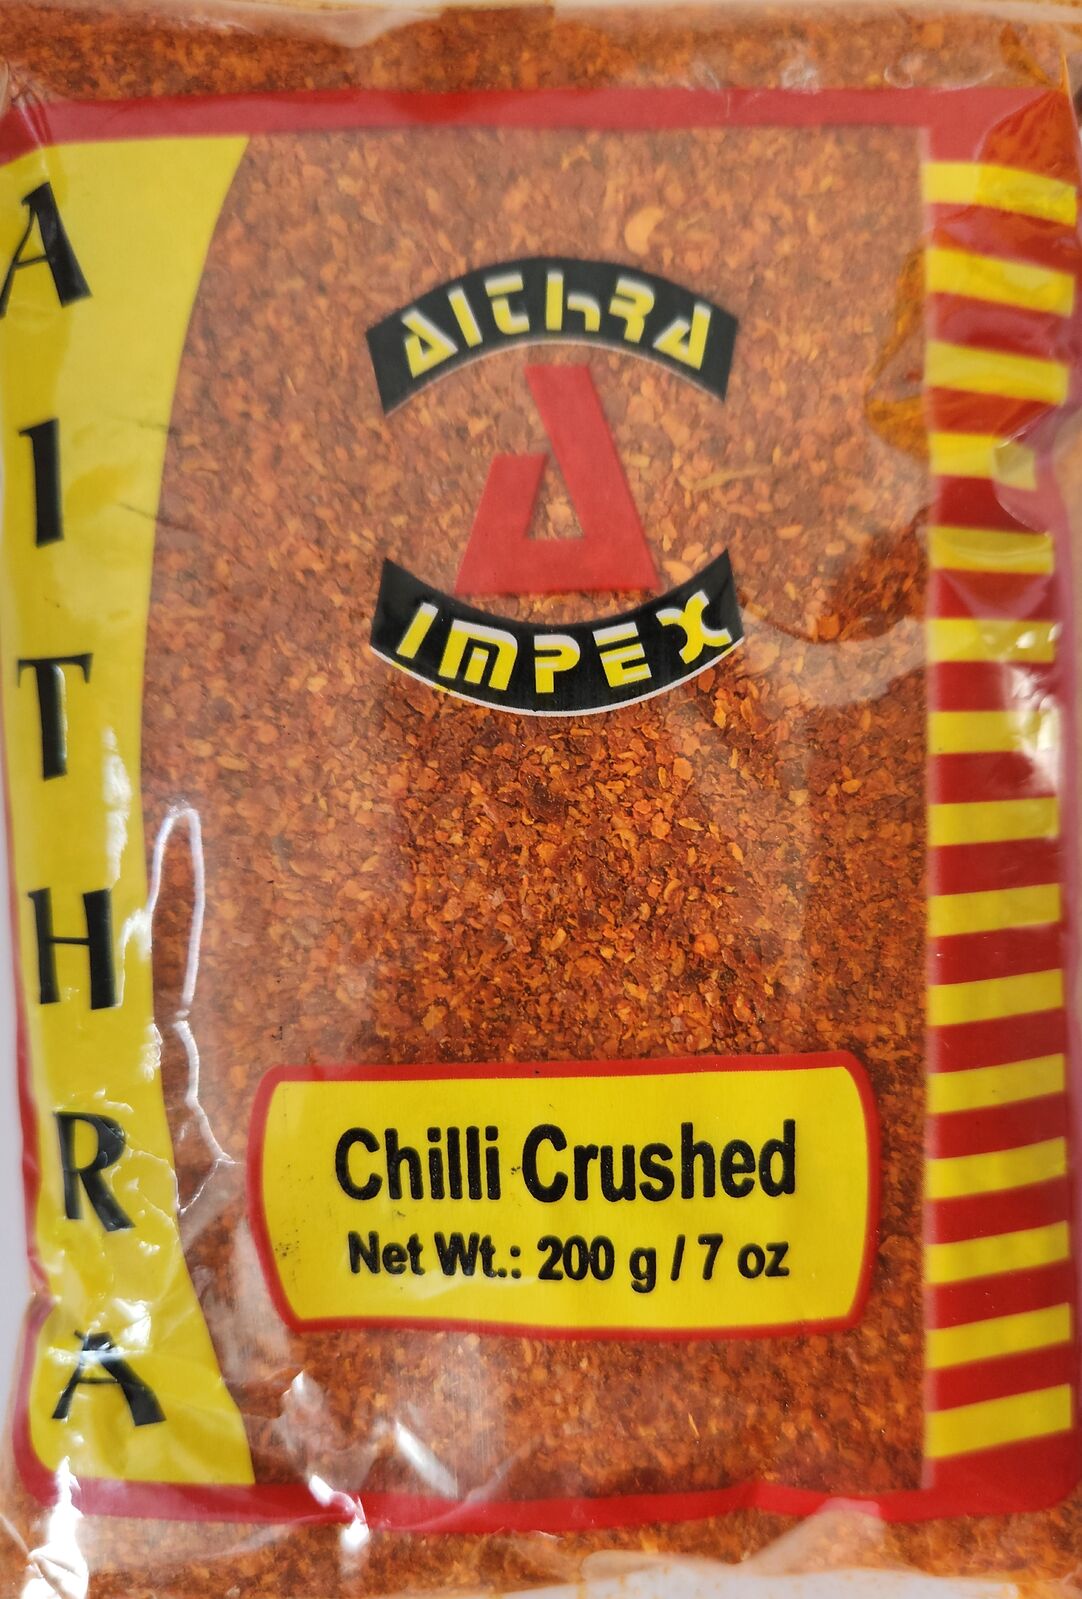 AITHRA
AIThRA
IMPEX
Chilli Crushed
Net Wt.: 200 g / 7 oz